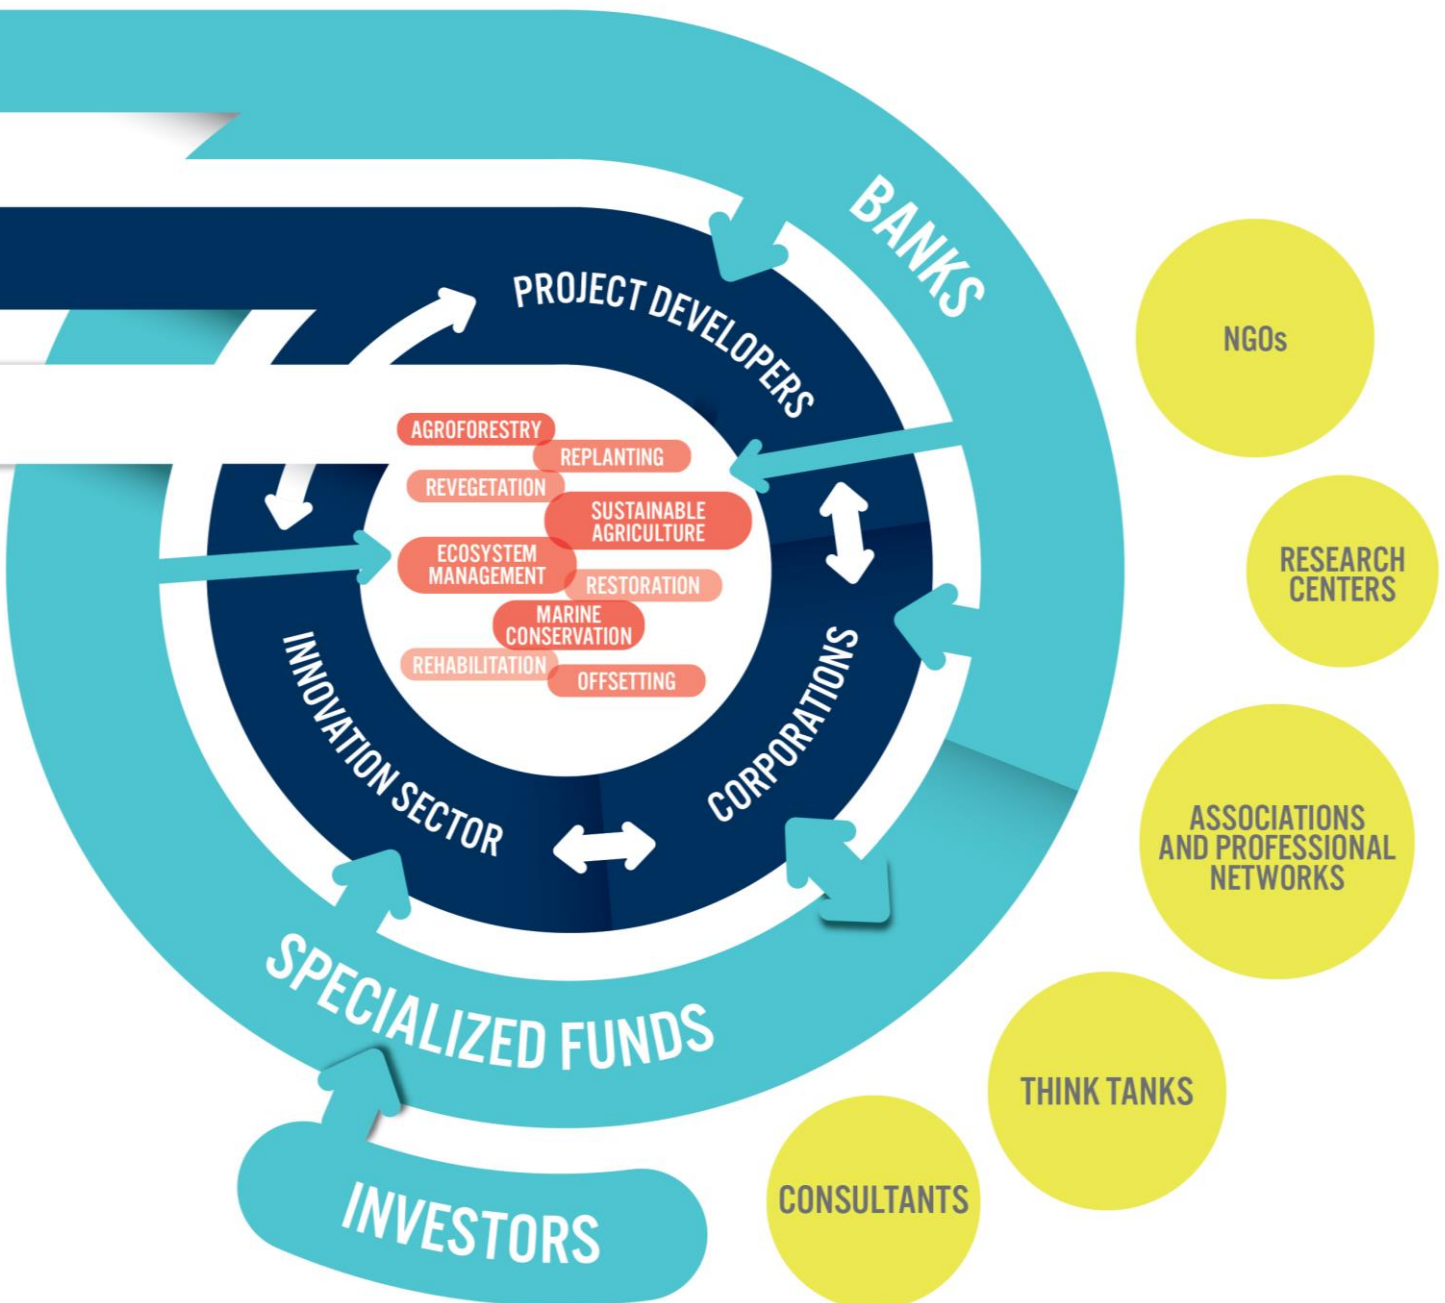 BANKS
PROJECT DEVELOPERS
NGOs
AGROFORESTRY
REPLANTING
REVEGETATION
SUSTAINABLE
AGRICULTURE
ECOSYSTEM
MANAGEMENT
RESTORATION
MARINE
CONSERVATION
REHABILITATION
OFFSETTING
RESEARCH
CENTERS
INNOVATION SECTOR
CORPORATIONS
ASSOCIATIONS
AND PROFESSIONAL
NETWORKS
SPECIALIZED FUNDS
THINK TANKS
INVESTORS
CONSULTANTS